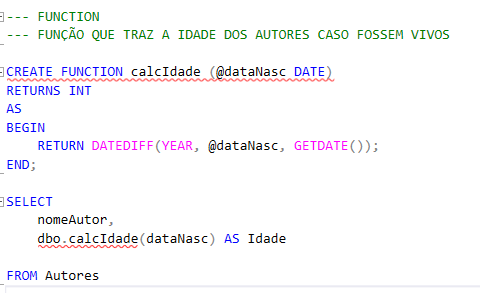 --- FUNCTION
--- FUNÇÃO QUE TRAZ A IDADE DOS AUTORES CASO FOSSEM VIVOS
CREATE FUNCTION calcIdade (@dataNasc DATE)
RETURNS INT
AS
BEGIN
RETURN DATEDIFF(YEAR, @dataNasc, GETDATE());
END;
SELECT
nomeAutor,
dbo.calcIdade(dataNasc) AS Idade
FROM Autores